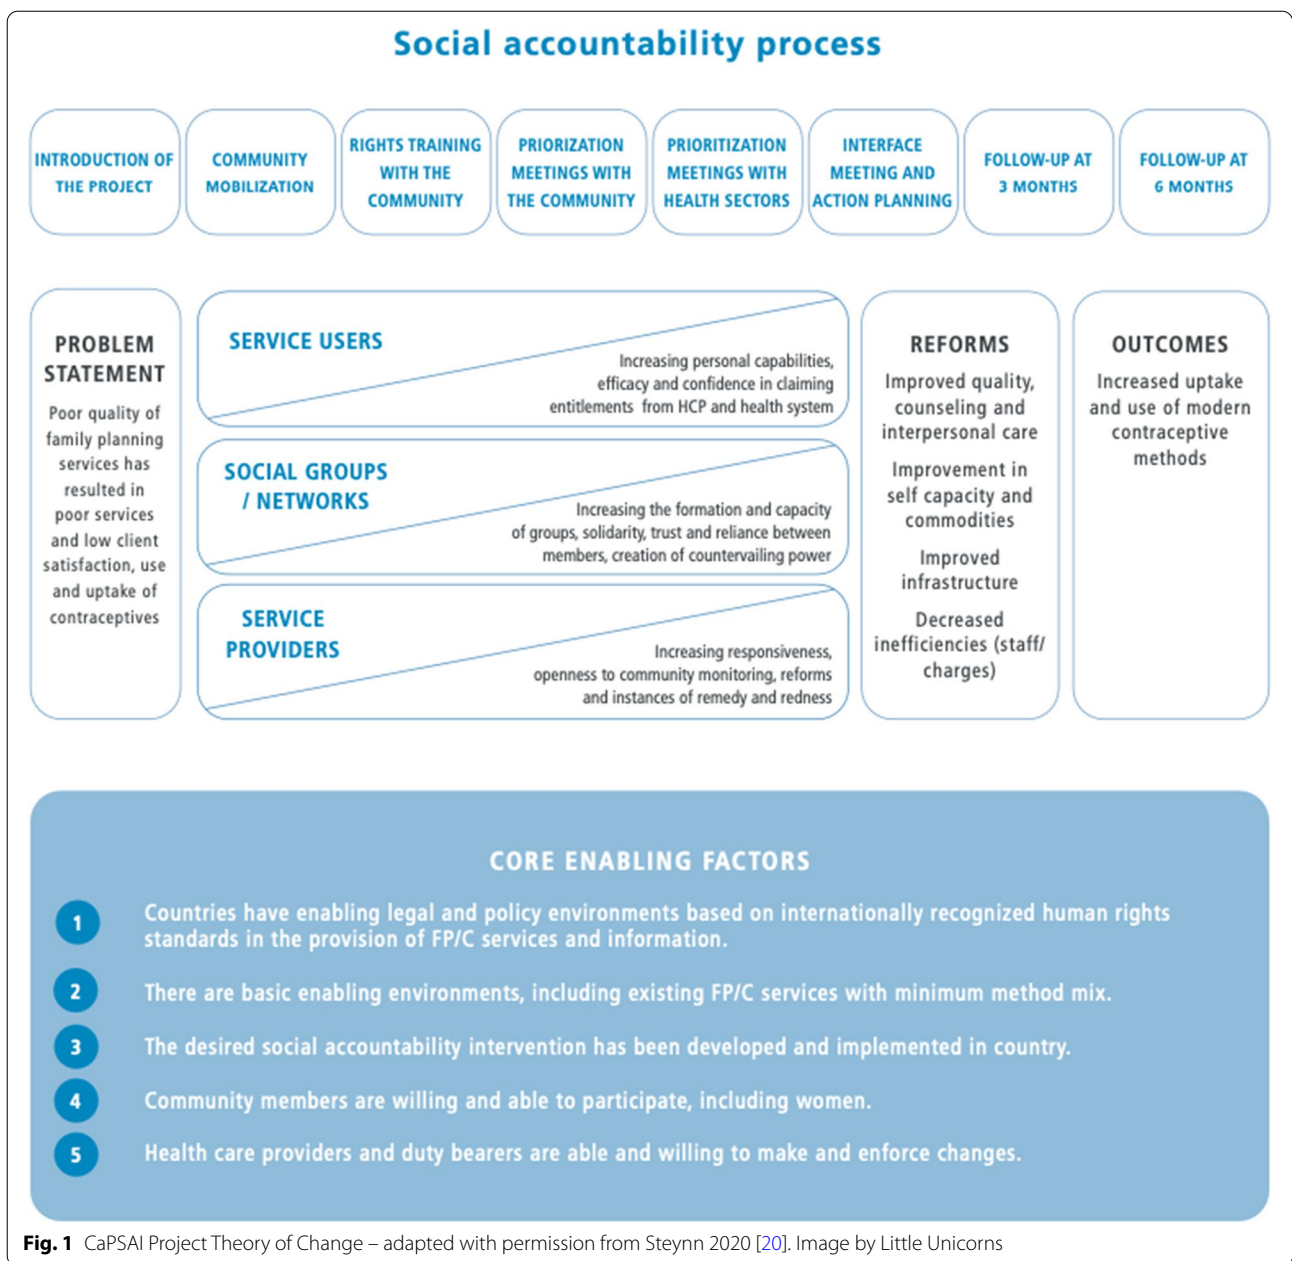 Social accountability process
INTRODUCTION OF
THE PROJECT
COMMUNITY
MOBILIZATION
RIGHTS TRAINING
WITH THE
COMMUNITY
PRIORIZATION
MEETINGS WITH
THE COMMUNITY
PRIORITIZATION
MEETINGS WITH
HEALTH SECTORS
INTERFACE
MEETING AND
ACTION PLANNING
FOLLOW-UP AT
3 MONTHS
FOLLOW-UP AT
6 MONTHS
PROBLEM
STATEMENT
Poor quality of
family planning
services has
resulted in
poor services
and low client
satisfaction, use
and uptake of
contraceptives
SERVICE USERS
Increasing personal capabilities,
efficacy and confidence in claiming
entitlements from HCP and health system
SOCIAL GROUPS
/ NETWORKS
Increasing the formation and capacity
of groups, solidarity, trust and reliance between
members, creation of countervailing power
SERVICE
PROVIDERS
Increasing responsiveness,
openness to community monitoring, reforms
and instances of remedy and redness
REFORMS
Improved quality,
counseling and
interpersonal care
Improvement in
self capacity and
commodities
Improved
infrastructure
Decreased
inefficiencies (staff/
charges)
OUTCOMES
Increased uptake
and use of modern
contraceptive
methods
CORE ENABLING FACTORS
1 Countries have enabling legal and policy environments based on internationally recognized human rights
standards in the provision of FP/C services and information.
2 There are basic enabling environments, including existing FP/C services with minimum method mix.
3 The desired social accountability intervention has been developed and implemented in country.
4 Community members are willing and able to participate, including women.
5 Health care providers and duty bearers are able and willing to make and enforce changes.
Fig. 1 CaPSAI Project Theory of Change – adapted with permission from Steynn 2020 [20]. Image by Little Unicorns